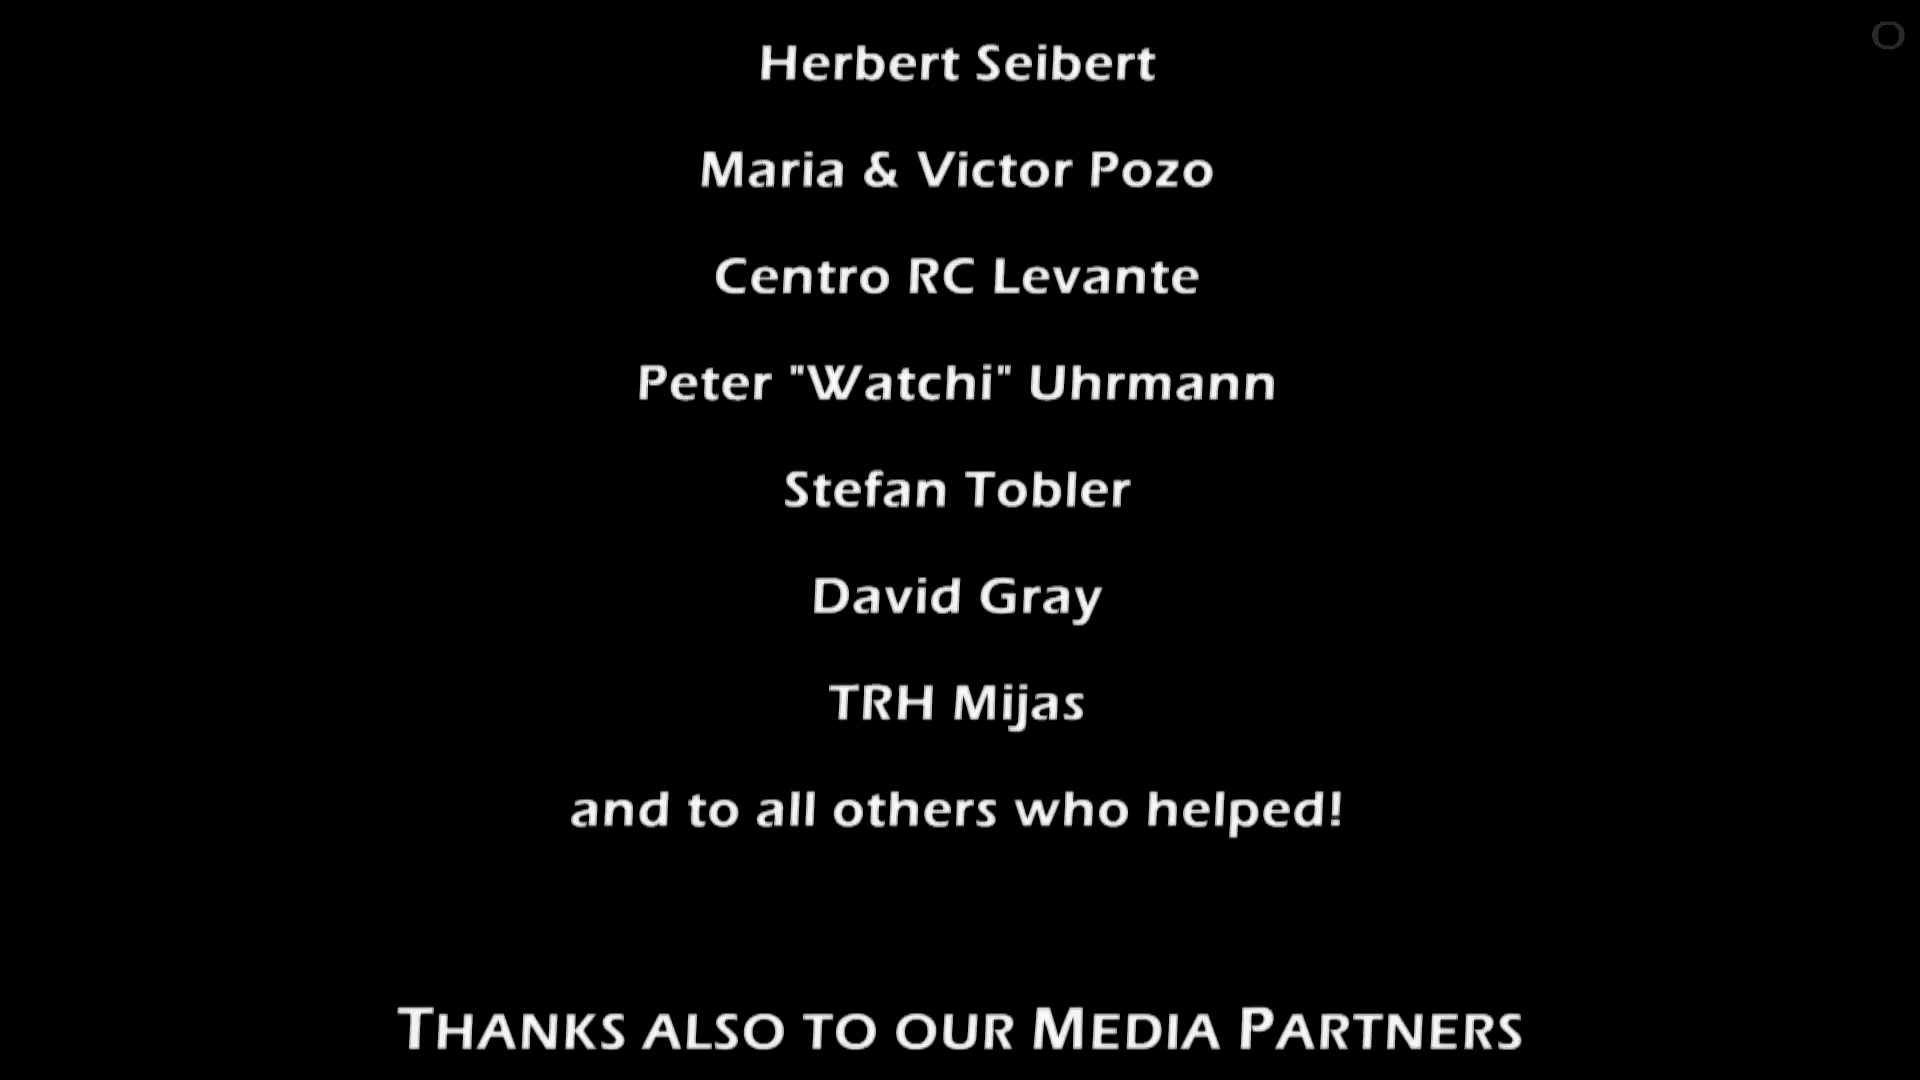 Herbert Seibert
Maria & Victor Pozo
Centro RC Levante
Peter "Watchi" Uhrmann
Stefan Tobler
David Gray
TRH Mijas
and to all others who helped!
THANKS ALSO TO OUR MEDIA PARTNERS